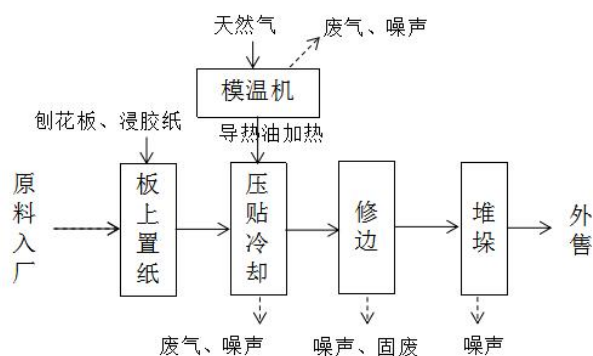 天然气
废气、噪声
模温机
刨花板、浸胶纸
导热油加热
原料入厂
板上置纸
压贴冷却
修边
堆垛
外售
废气、噪声
噪声、固废
噪声